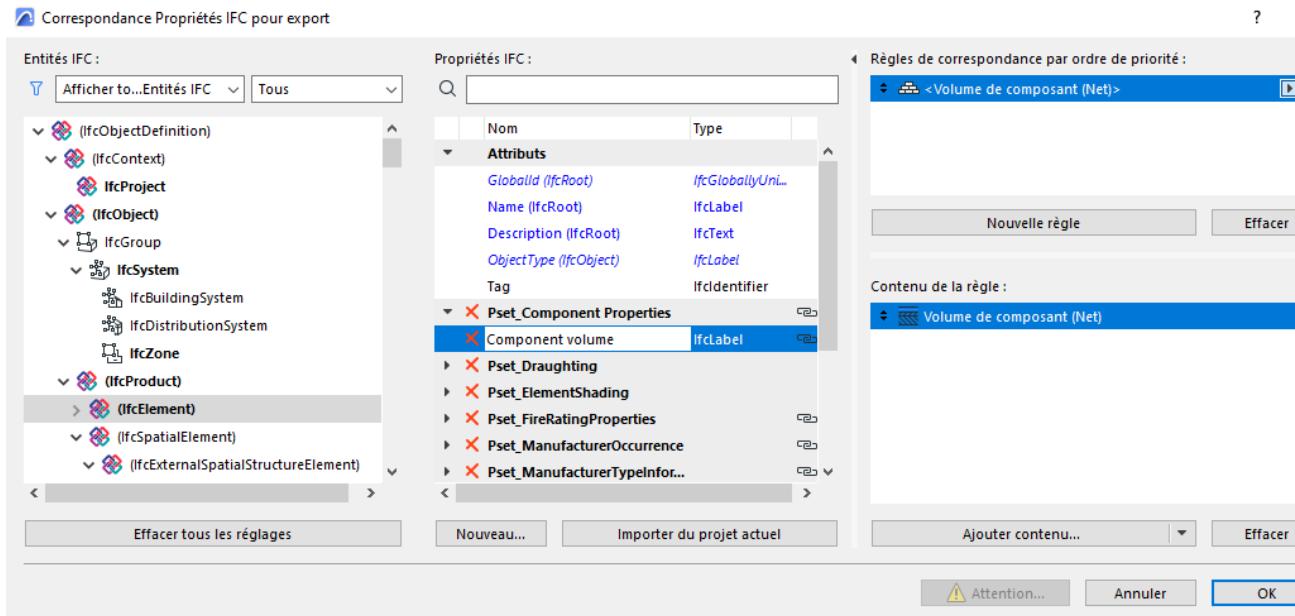 Correspondance Propriétés IFC pour export
?
Entités IFC :
Afficher to...Entités IFC
Tous
(IfcObjectDefinition)
(IfcContext)
IfcProject
(IfcObject)
IfcGroup
IfcSystem
IfcBuildingSystem
IfcDistributionSystem
IfcZone
(IfcProduct)
(IfcElement)
(IfcSpatialElement)
(IfcExternalSpatialStructureElement)
Effacer tous les réglages
Propriétés IFC :
Nom Type
Attributs
GlobalId (IfcRoot) IfcGloballyUni...
Name (IfcRoot) IfcLabel
Description (IfcRoot) IfcText
ObjectType (IfcObject) IfcLabel
Tag IfcIdentifier
Pset_Component Properties
Component volume IfcLabel
Pset_Draughting
Pset_ElementShading
Pset_FireRatingProperties
Pset_ManufacturerOccurrence
Pset_ManufacturerTypeInfor...
Nouveau...
Importer du projet actuel
Règles de correspondance par ordre de priorité :
<Volume de composant (Net)>
Nouvelle règle
Effacer
Contenu de la règle :
Volume de composant (Net)
Ajouter contenu...
Effacer
Attention...
Annuler
OK